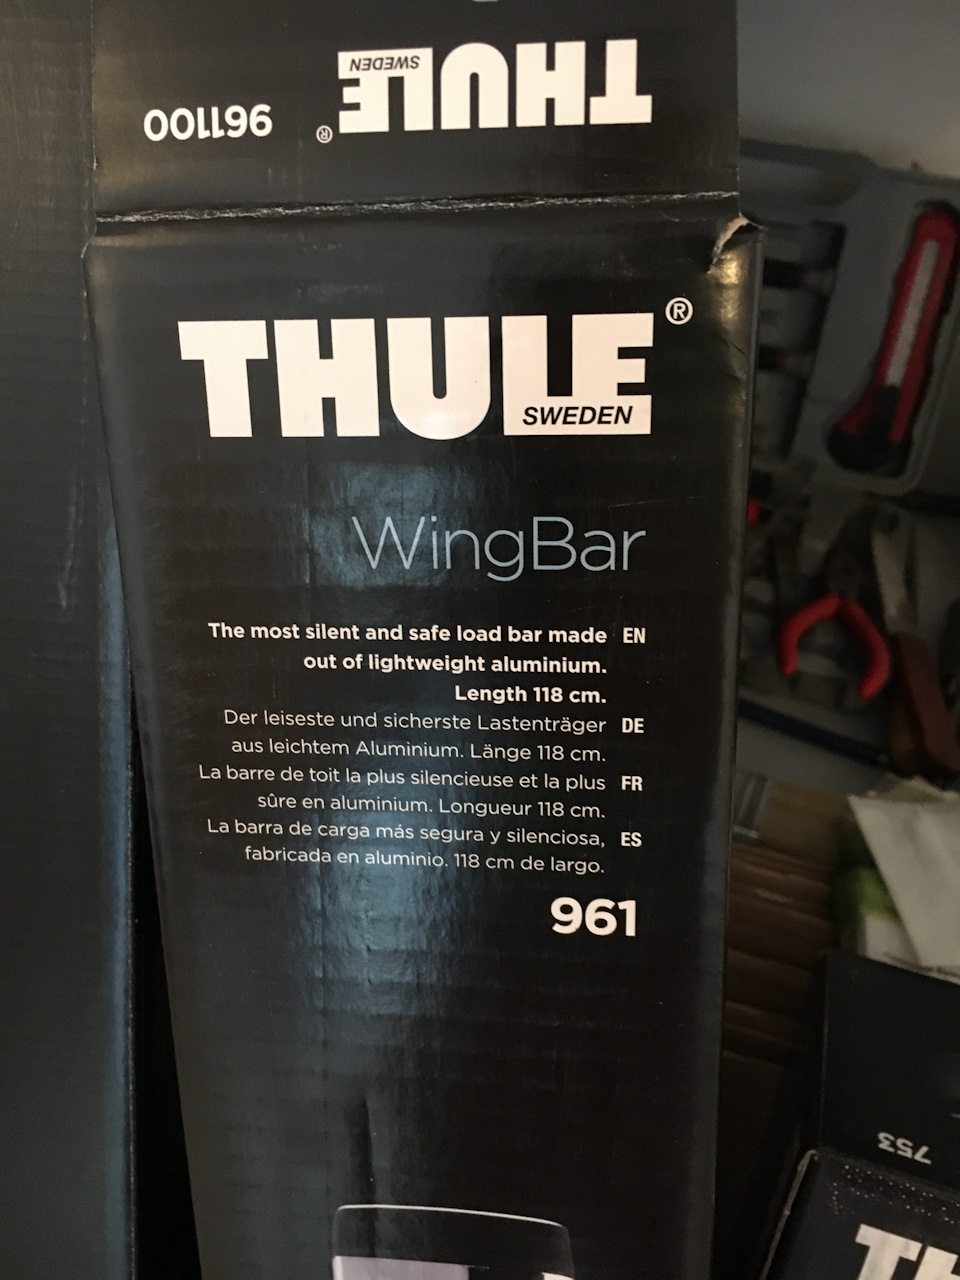 961100
THULE®
SWEDEN
THULE®
SWEDEN
WingBar
The most silent and safe load bar made EN
out of lightweight aluminium.
Length 118 cm.
Der leiseste und sicherste Lastenträger DE
aus leichtem Aluminium. Länge 118 cm.
La barre de toit la plus silencieuse et la plus FR
sûre en aluminium. Longueur 118 cm.
La barra de carga más segura y silenciosa, ES
fabricada en aluminio. 118 cm de largo.
961
753
TH